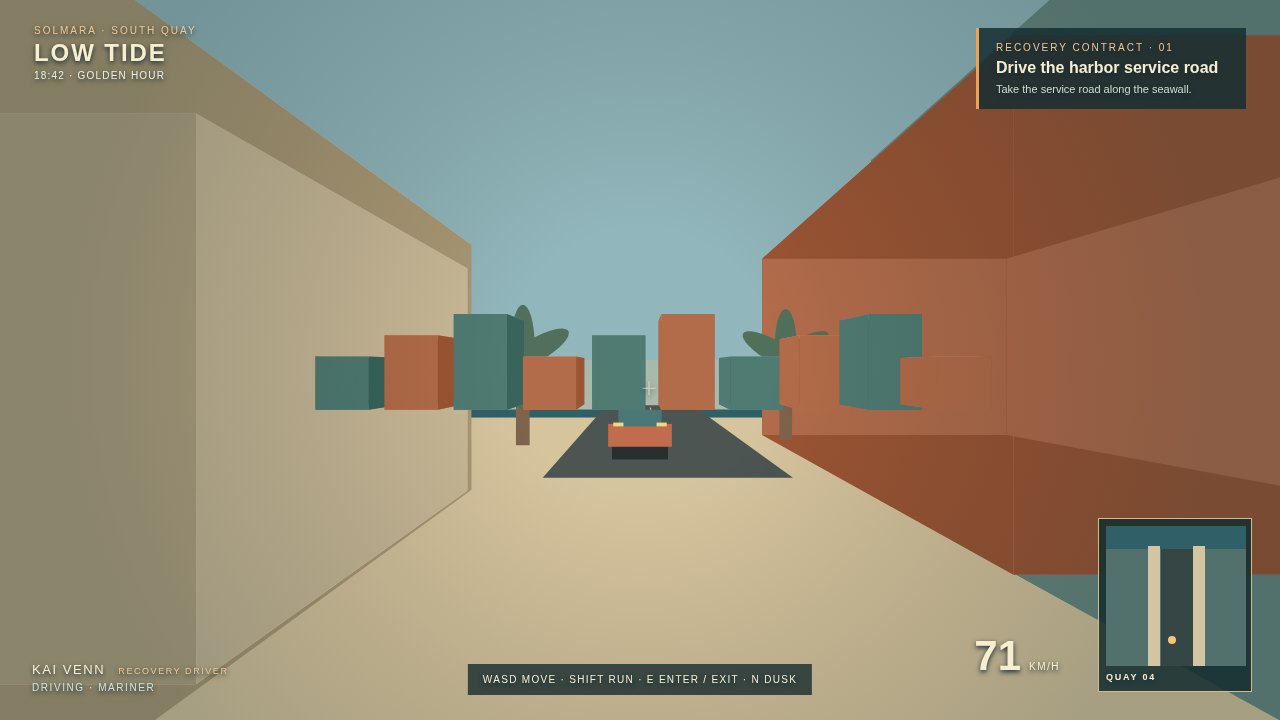 SOLMARA · SOUTH QUAY
LOW TIDE
18:42 · GOLDEN HOUR
RECOVERY CONTRACT · 01
Drive the harbor service road
Take the service road along the seawall.
KAI VENN RECOVERY DRIVER
DRIVING · MARINER
WASD MOVE · SHIFT RUN · E ENTER / EXIT · N DUSK
71 KM/H
QUAY 04